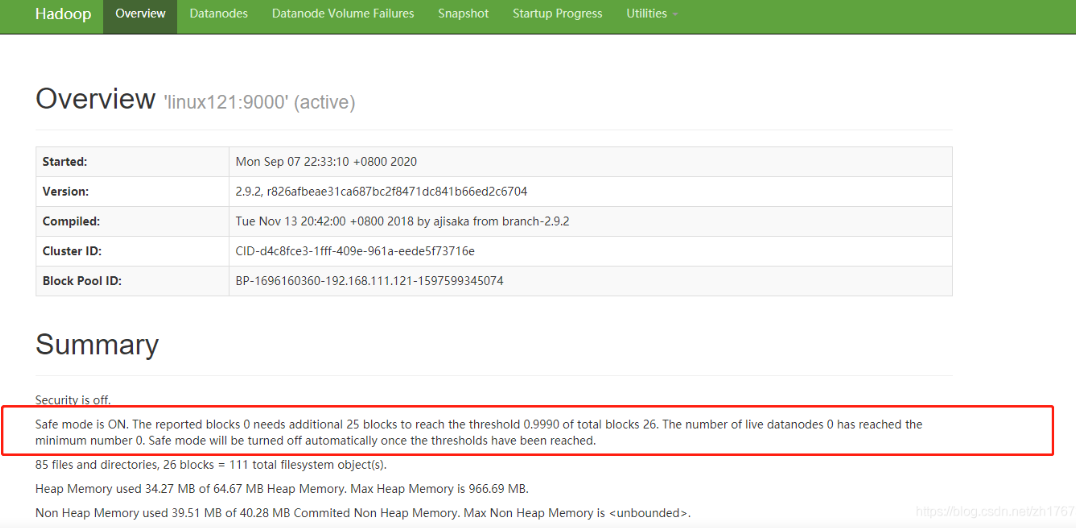 Hadoop Overview Datanodes Datanode Volume Failures Snapshot Startup Progress Utilities
Overview 'linux121:9000' (active)
Started: Mon Sep 07 22:33:10 +0800 2020
Version: 2.9.2, r826afbeae31ca687bc2f8471dc841b66ed2c6704
Compiled: Tue Nov 13 20:42:00 +0800 2018 by ajisaka from branch-2.9.2
Cluster ID: CID-d4c8fce3-1fff-409e-961a-eede5f73716e
Block Pool ID: BP-1696160360-192.168.111.121-1597599345074
Summary
Security is off.
Safe mode is ON. The reported blocks 0 needs additional 25 blocks to reach the threshold 0.9990 of total blocks 26. The number of live datanodes 0 has reached the
minimum number 0. Safe mode will be turned off automatically once the thresholds have been reached.
85 files and directories, 26 blocks = 111 total filesystem object(s).
Heap Memory used 34.27 MB of 64.67 MB Heap Memory. Max Heap Memory is 966.69 MB.
Non Heap Memory used 39.51 MB of 40.28 MB Commited Non Heap Memory. Max Non Heap Memory is <unbounded>.
https://blog.csdn.net/zh1767